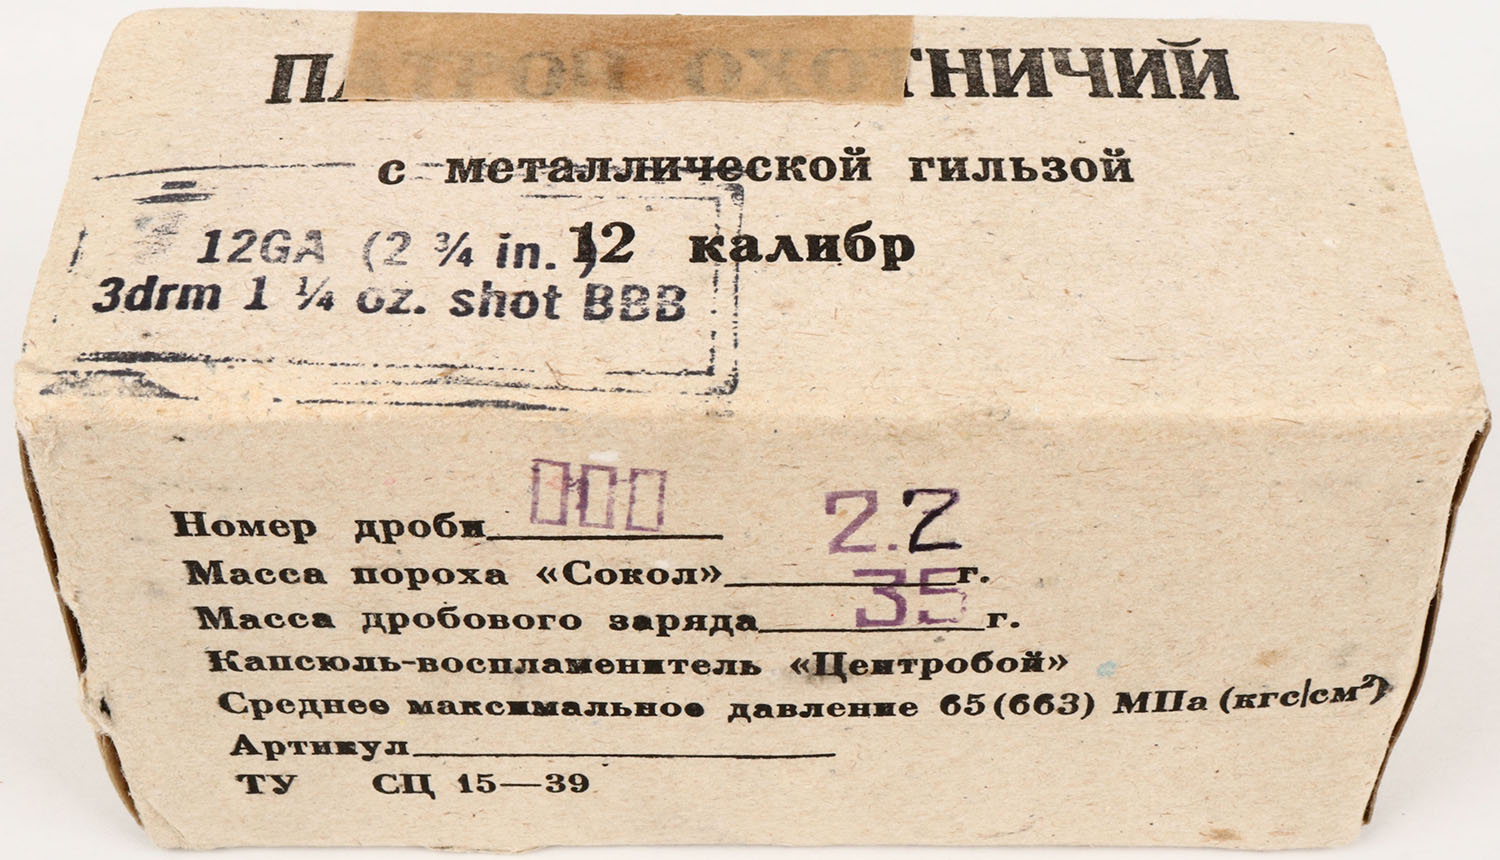 ПАТРОН ОХОТНИЧИЙ
с металлической гильзой
12 калибр
12GA (2 ¾ in.)
3drm 1 ¼ oz. shot BBB
Номер дроби 000
Масса пороха «Сокол» 2.2 г.
Масса дробового заряда 35 г.
Капсюль-воспламенитель «Центробой»
Среднее максимальное давление 65 (663) МПа (кгс/см²)
Артикул
ТУ СЦ 15—39